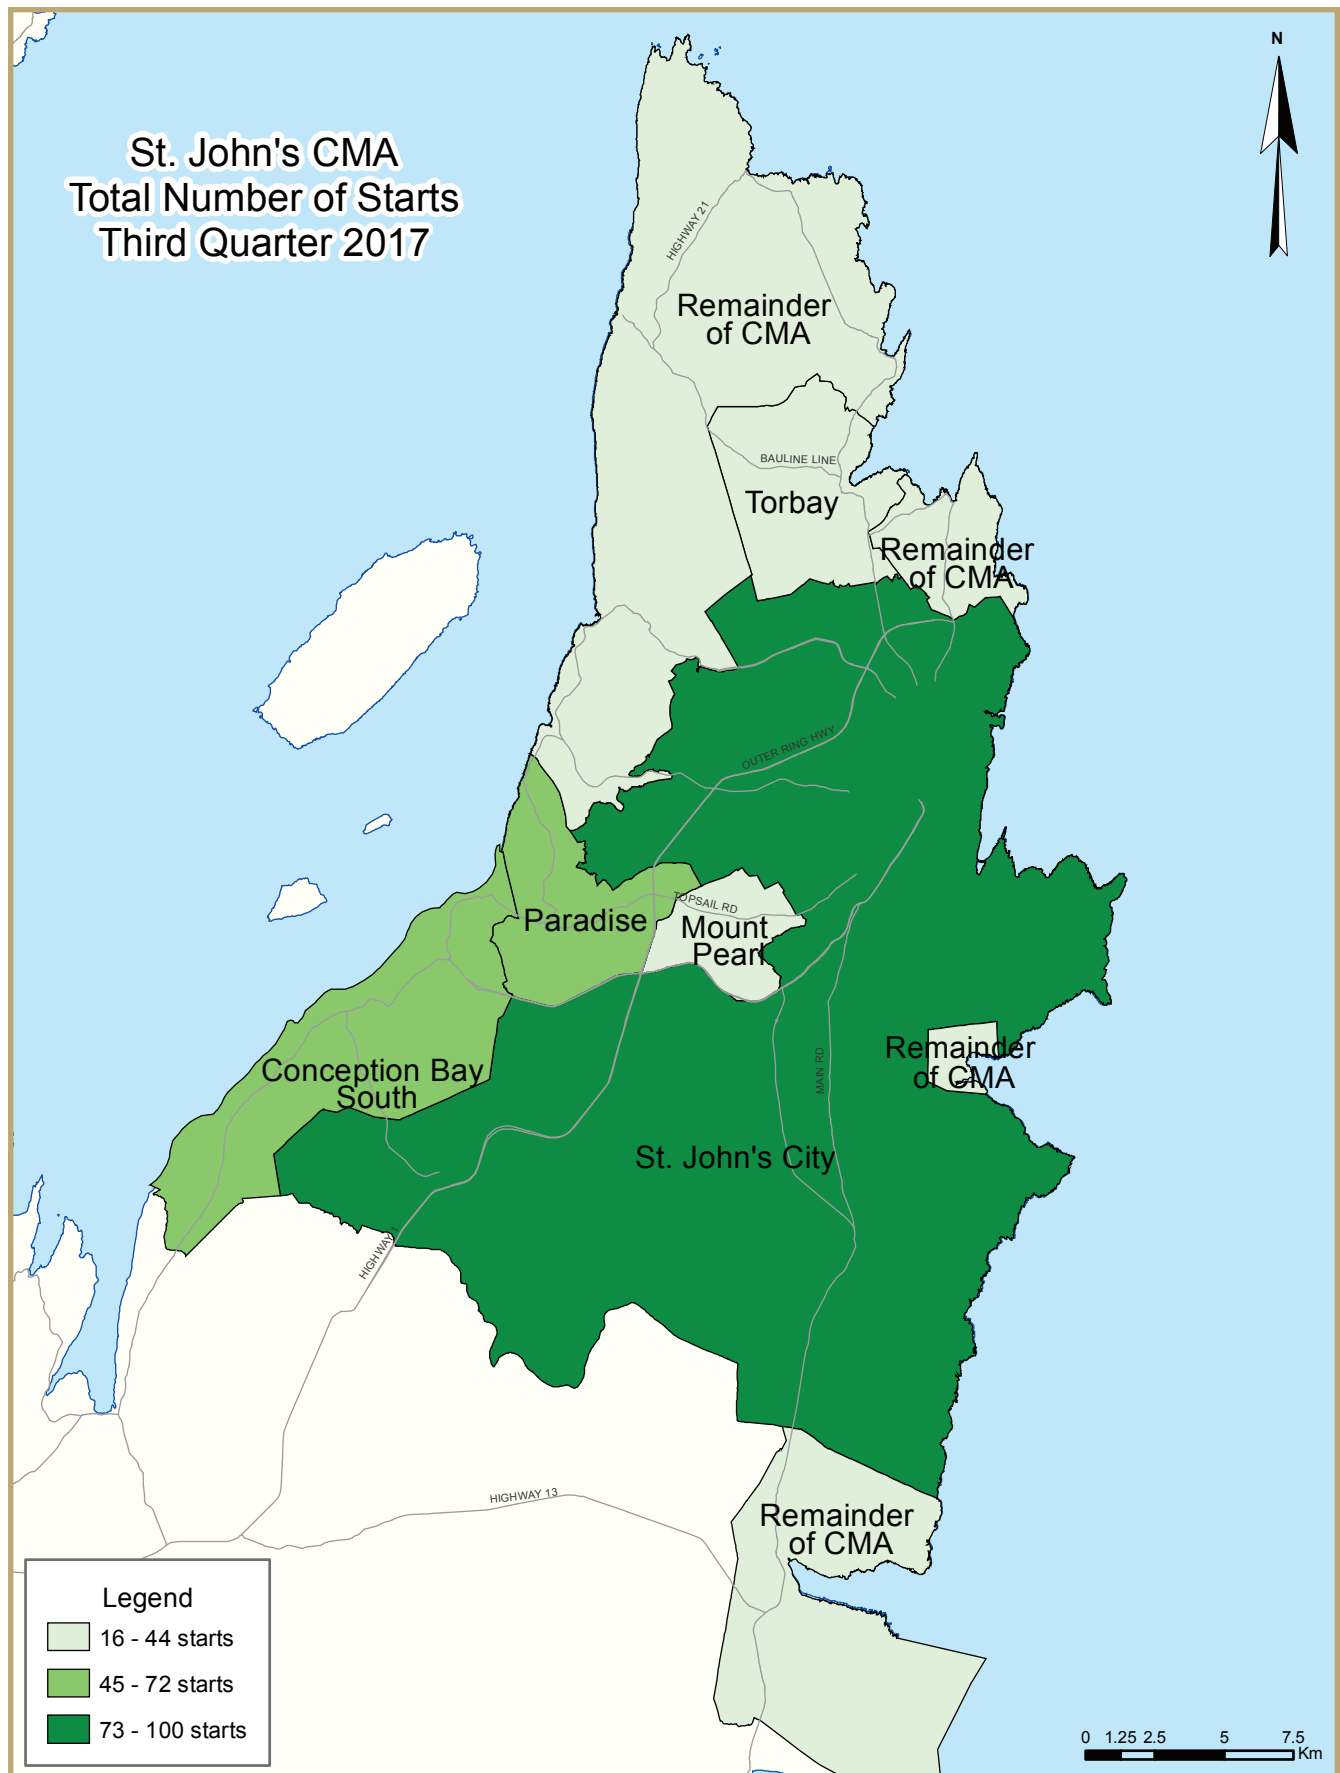 N
St. John's CMA
Total Number of Starts
Third Quarter 2017
HIGHWAY 21
Remainder
of CMA
BAULINE LINE
Torbay
Remainder
of CMA
OUTER RING HWY
TOPSAIL RD
Paradise
Mount
Pearl
Remainder
of CMA
MAIN RD
Conception Bay
South
St. John's City
HIGHWAY 1
HIGHWAY 13
Remainder
of CMA
Legend
16 - 44 starts
45 - 72 starts
73 - 100 starts
0 1.25 2.5 5 7.5
Km